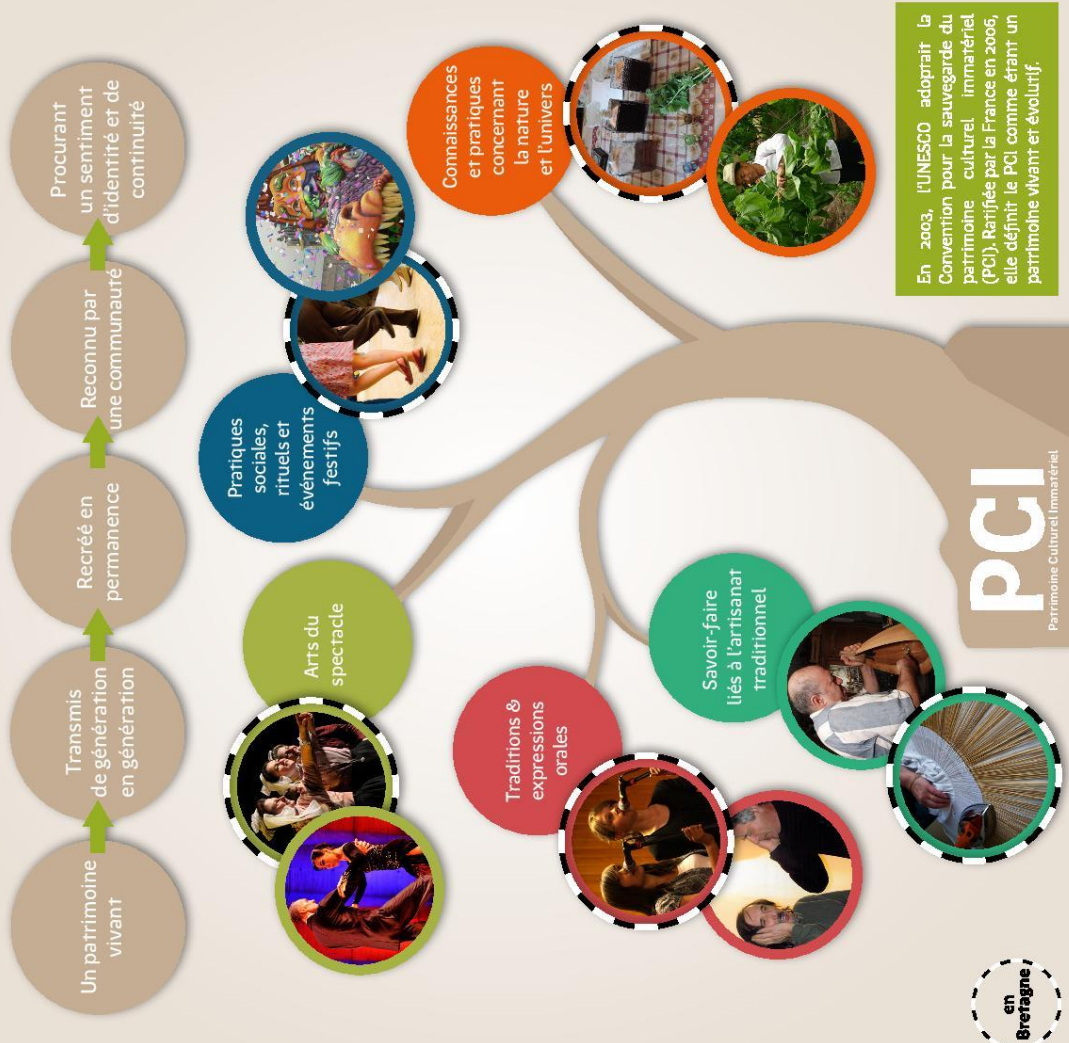 Un patrimoine
vivant
Transmis
de génération
en génération
Recréé en
permanence
Reconnu par
une communauté
Procurant
un sentiment
d'identité et de
continuité
Arts du
spectacle
Pratiques
sociales,
rituels et
événements
festifs
Connaissances
et pratiques
concernant
la nature
et l'univers
Traditions &
expressions
orales
Savoir-faire
liés à l'artisanat
traditionnel
PCI
Patrimoine Culturel Immatériel
en
Bretagne
En 2003, l'UNESCO adoptait la
Convention pour la sauvegarde du
patrimoine culturel immatériel
(PCI). Ratifiée par la France en 2006,
elle définit le PCI comme étant un
patrimoine vivant et évolutif.